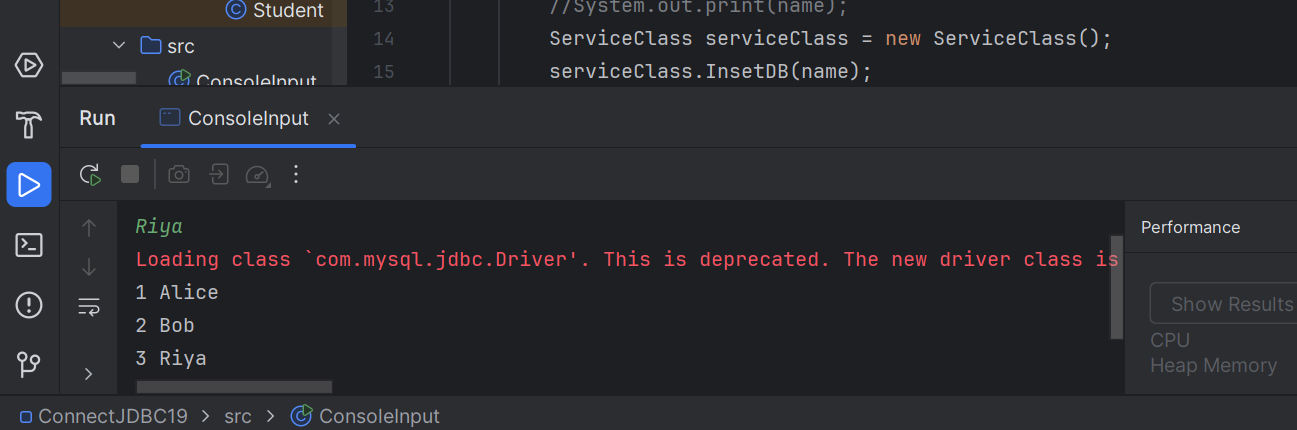 Student
src
ConsoleInput
13 //System.out.print(name);
14 ServiceClass serviceClass = new ServiceClass();
15 serviceClass.InsetDB(name);
Run ConsoleInput
Riya
Loading class `com.mysql.jdbc.Driver'. This is deprecated. The new driver class is
1 Alice
2 Bob
3 Riya
Performance
Show Results
CPU
Heap Memory
ConnectJDBC19 > src > ConsoleInput